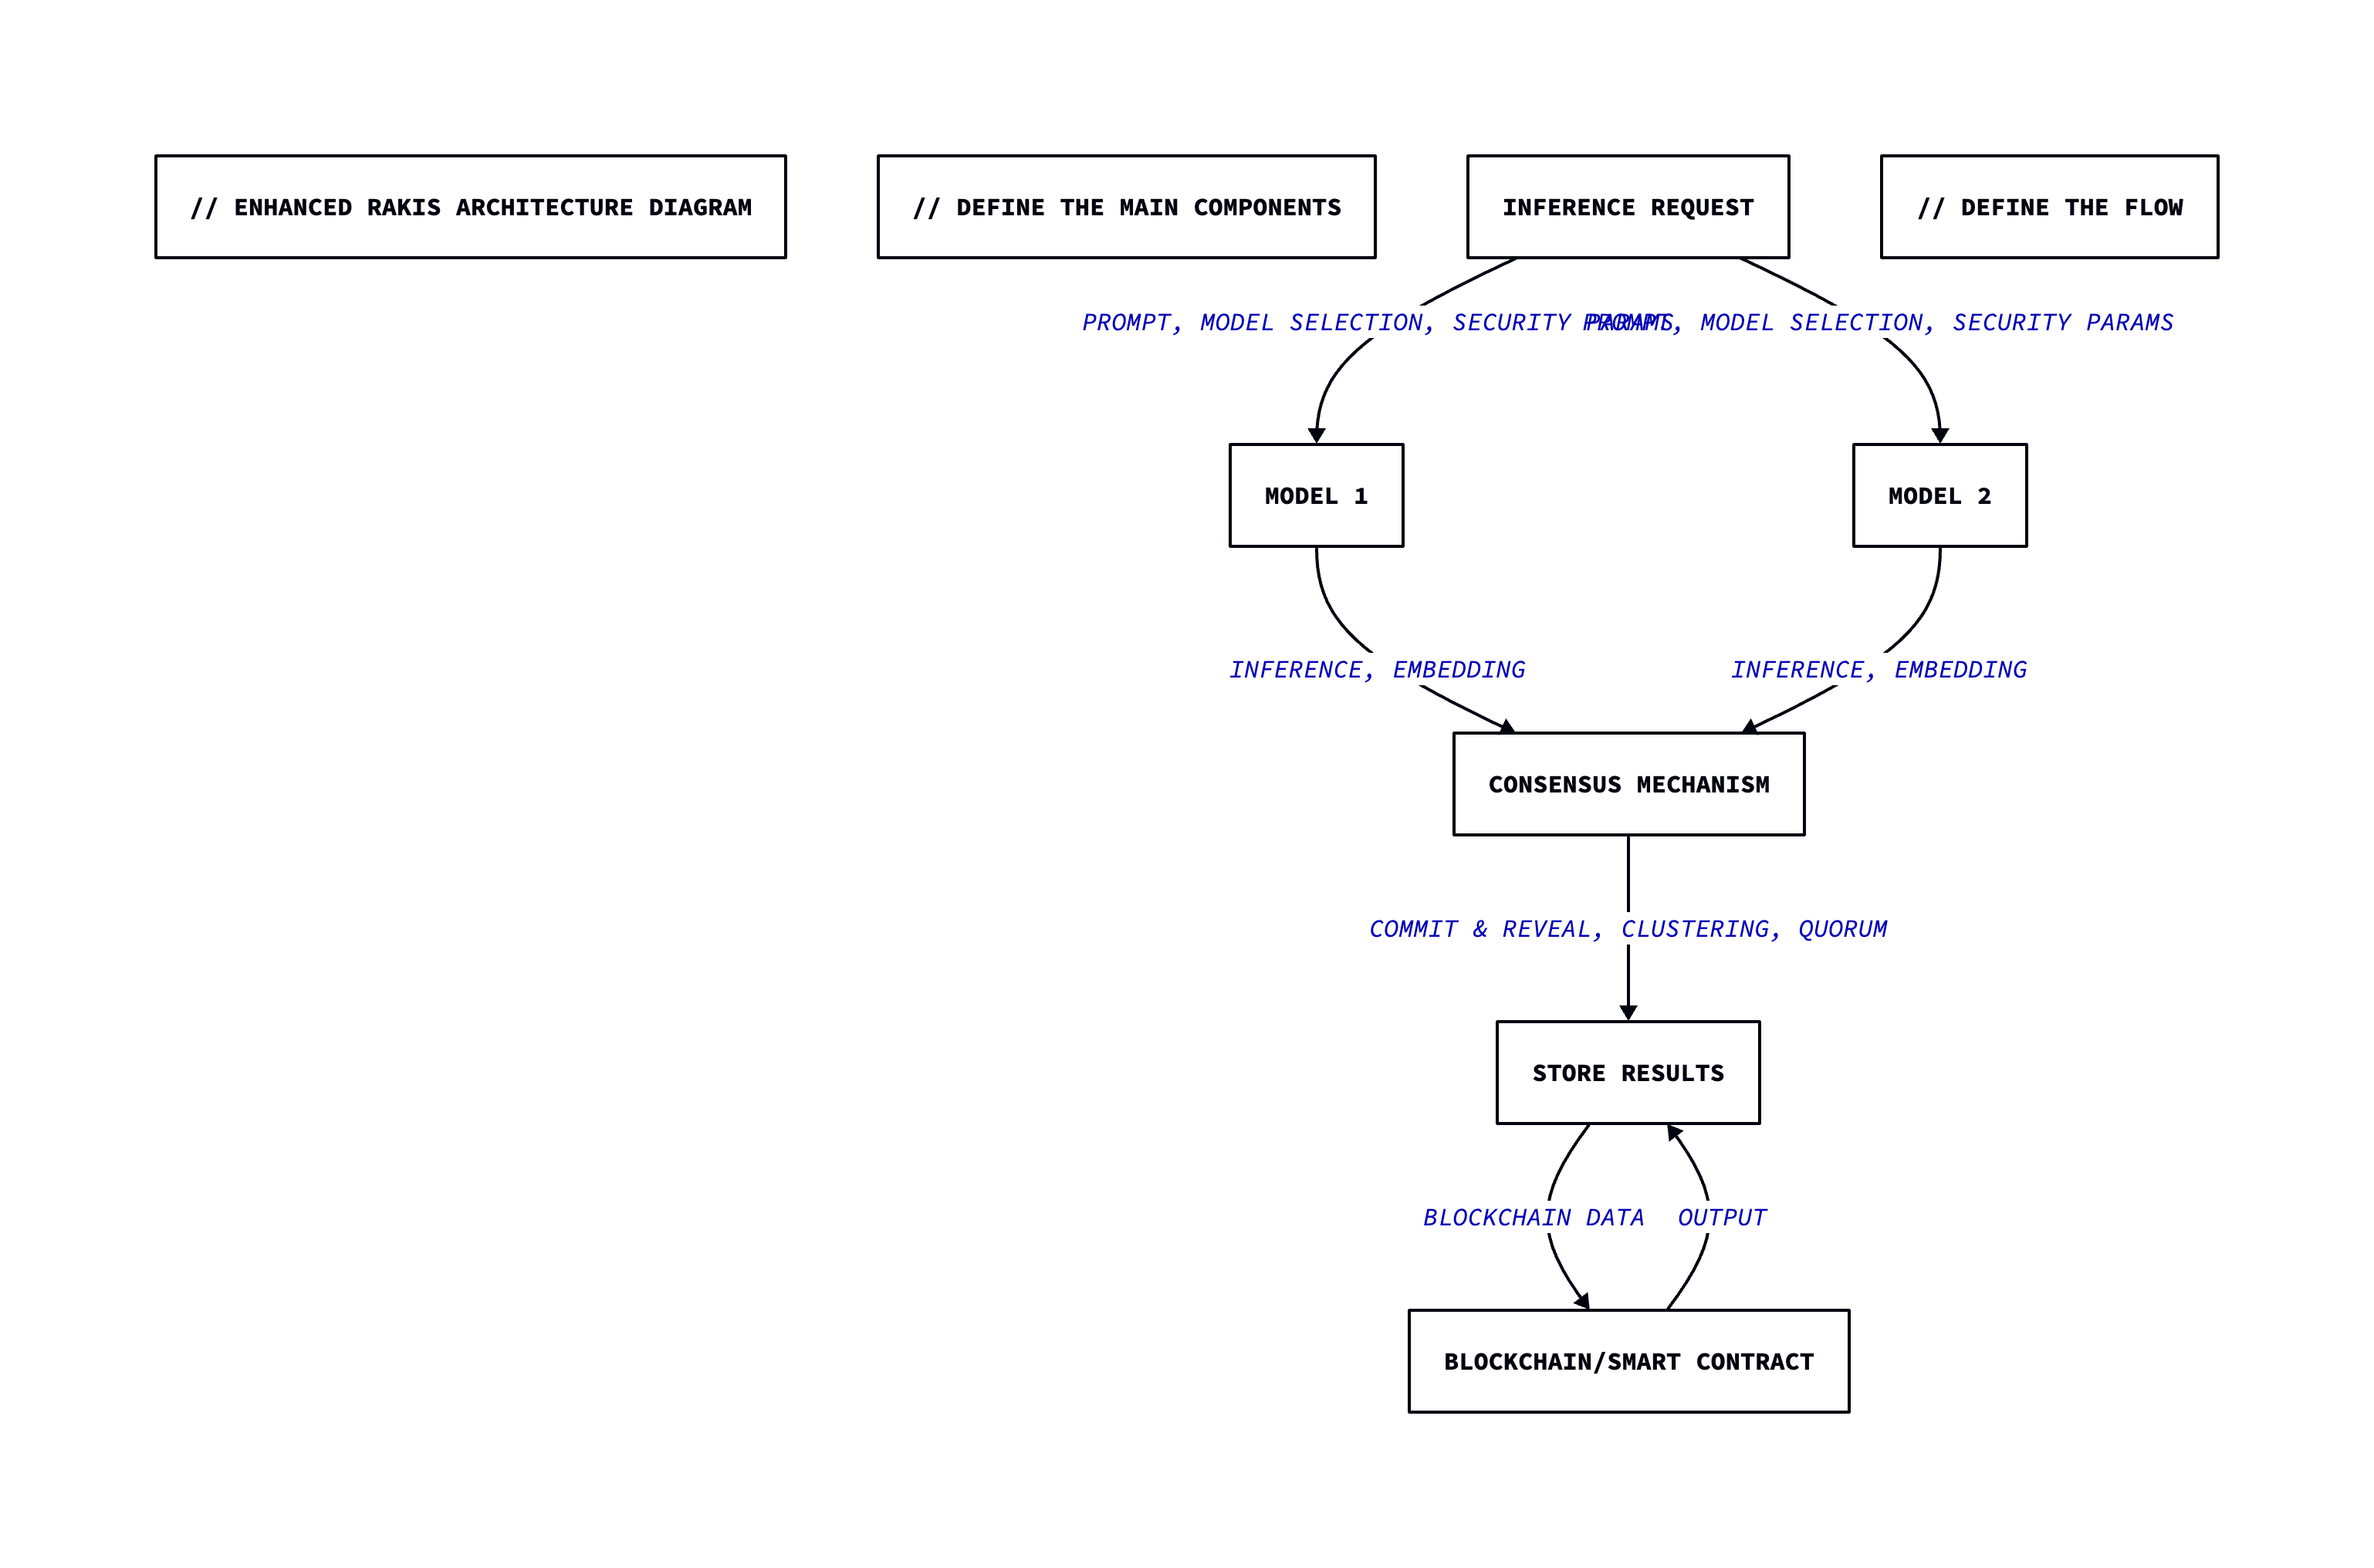 // ENHANCED RAKIS ARCHITECTURE DIAGRAM
// DEFINE THE MAIN COMPONENTS
INFERENCE REQUEST
// DEFINE THE FLOW
PROMPT, MODEL SELECTION, SECURITY PARAMS
PROMPT, MODEL SELECTION, SECURITY PARAMS
MODEL 1
MODEL 2
INFERENCE, EMBEDDING
INFERENCE, EMBEDDING
CONSENSUS MECHANISM
COMMIT & REVEAL, CLUSTERING, QUORUM
STORE RESULTS
BLOCKCHAIN DATA
OUTPUT
BLOCKCHAIN/SMART CONTRACT